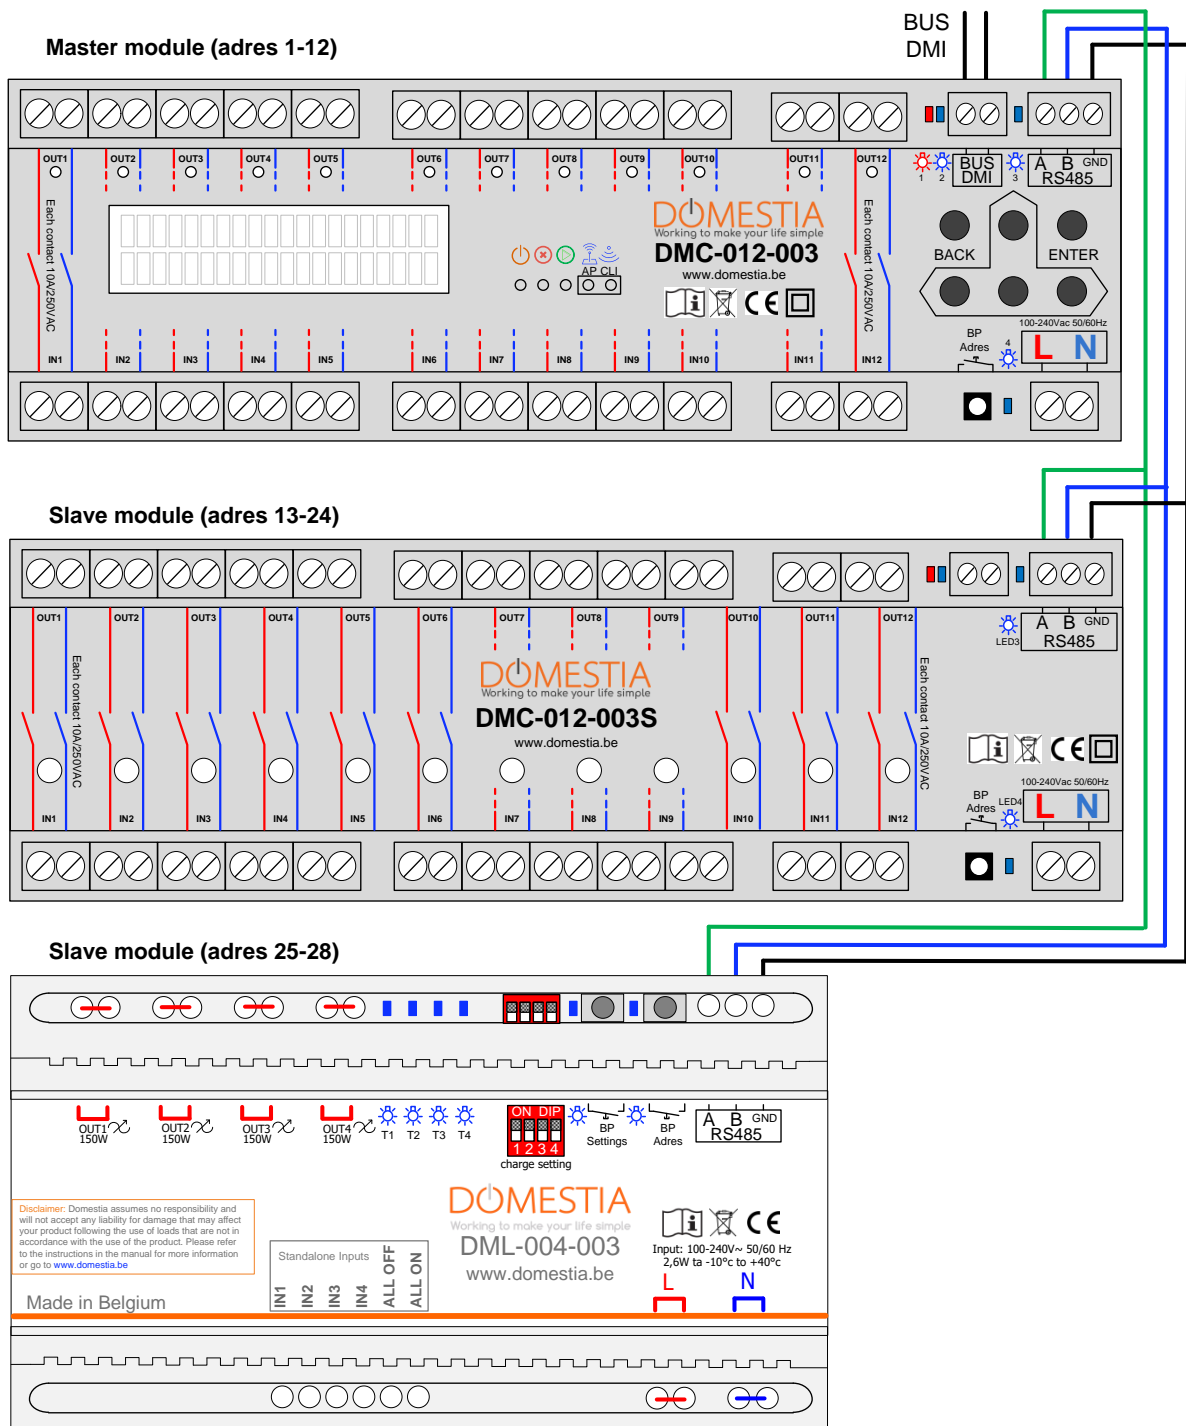 BUS
DMI
Master module (adres 1-12)
OUT1 OUT2 OUT3 OUT4 OUT5 OUT6 OUT7 OUT8 OUT9 OUT10 OUT11 OUT12
1 2 BUS DMI 3 A B GND
RS485
Each contact 10A/250VAC
DOMESTIA
Working to make your life simple
DMC-012-003
www.domestia.be
AP CLI
Each contact 10A/250VAC
BACK ENTER
100-240Vac 50/60Hz
BP
Adres
4
L N
IN1 IN2 IN3 IN4 IN5 IN6 IN7 IN8 IN9 IN10 IN11 IN12
Slave module (adres 13-24)
OUT1 OUT2 OUT3 OUT4 OUT5 OUT6 OUT7 OUT8 OUT9 OUT10 OUT11 OUT12
LED3
A B GND
RS485
Each contact 10A/250VAC
DOMESTIA
Working to make your life simple
DMC-012-003S
www.domestia.be
Each contact 10A/250VAC
100-240Vac 50/60Hz
BP
Adres
LED4
L N
IN1 IN2 IN3 IN4 IN5 IN6 IN7 IN8 IN9 IN10 IN11 IN12
Slave module (adres 25-28)
OUT1
150W
OUT2
150W
OUT3
150W
OUT4
150W
T1 T2 T3 T4
ON DIP
1 2 3 4
charge setting
BP
Settings
BP
Adres
A B GND
RS485
Disclaimer: Domestia assumes no responsibility and
will not accept any liability for damage that may affect
your product following the use of loads that are not in
accordance with the use of the product. Please refer
to the instructions in the manual for more information
or go to www.domestia.be
Made in Belgium
Standalone Inputs
IN1
IN2
IN3
IN4
ALL OFF
ALL ON
DOMESTIA
Working to make your life simple
DML-004-003
www.domestia.be
Input: 100-240V~ 50/60 Hz
2,6W ta -10°c to +40°c
L N